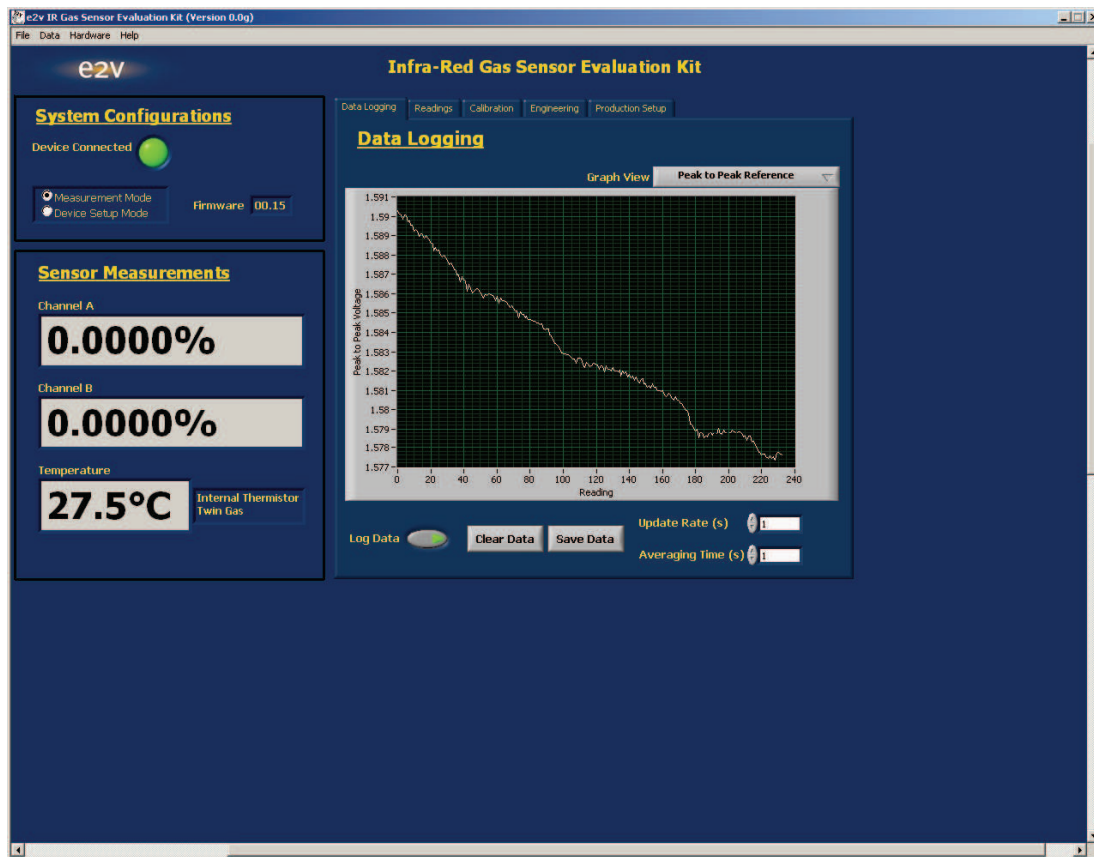 e2v IR Gas Sensor Evaluation Kit (Version 0.0g)
File Data Hardware Help
e2v
Infra-Red Gas Sensor Evaluation Kit
System Configurations
Device Connected
Measurement Mode
Device Setup Mode
Firmware 00.15
Sensor Measurements
Channel A
0.0000%
Channel B
0.0000%
Temperature
27.5°C
Internal Thermistor
Twin Gas
Data Logging Readings Calibration Engineering Production Setup
Data Logging
Graph View Peak to Peak Reference
Peak to Peak Voltage
1.591
1.59
1.589
1.588
1.587
1.586
1.585
1.584
1.583
1.582
1.581
1.58
1.579
1.578
1.577
0 20 40 60 80 100 120 140 160 180 200 220 240
Reading
Log Data
Clear Data Save Data
Update Rate (s) 1
Averaging Time (s) 1